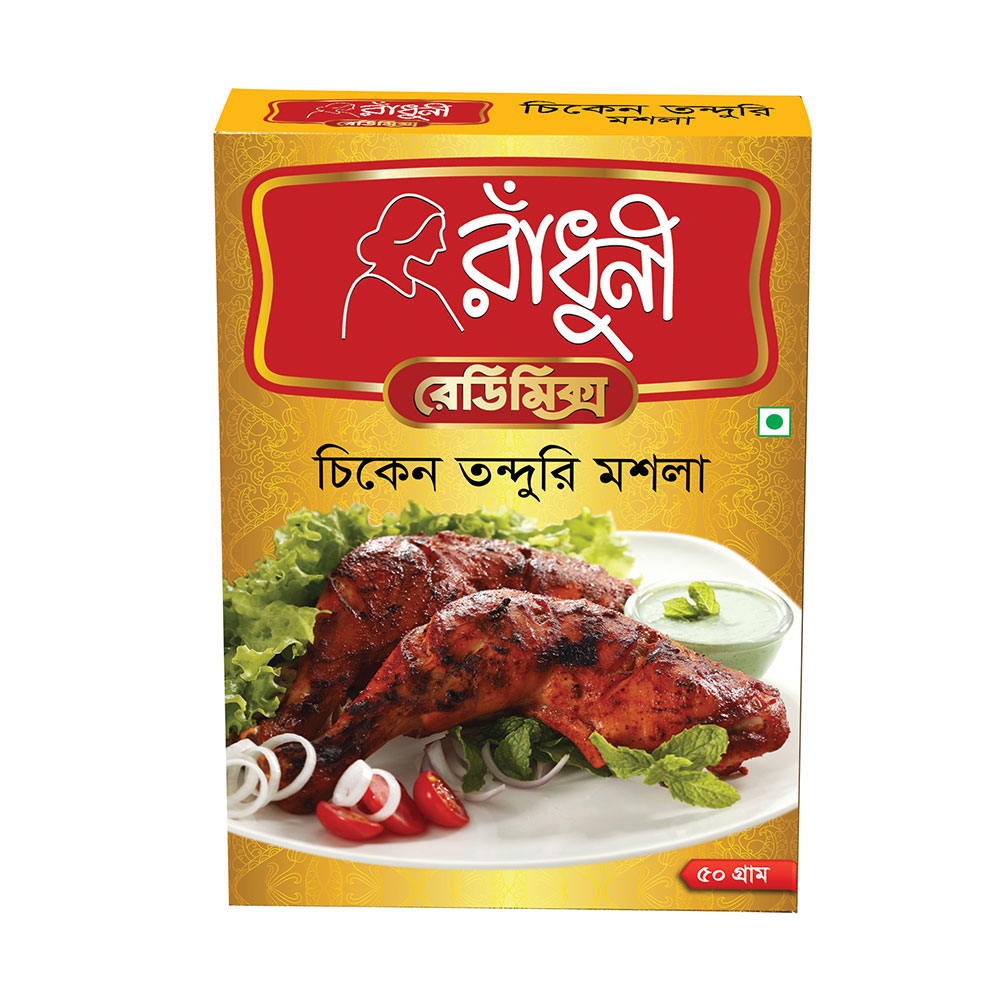 রাঁধুনী
রেডিমিক্স
চিকেন তন্দুরি
মশলা
রাঁধুনী
রেডিমিক্স
চিকেন তন্দুরি মশলা
৫০ গ্রাম